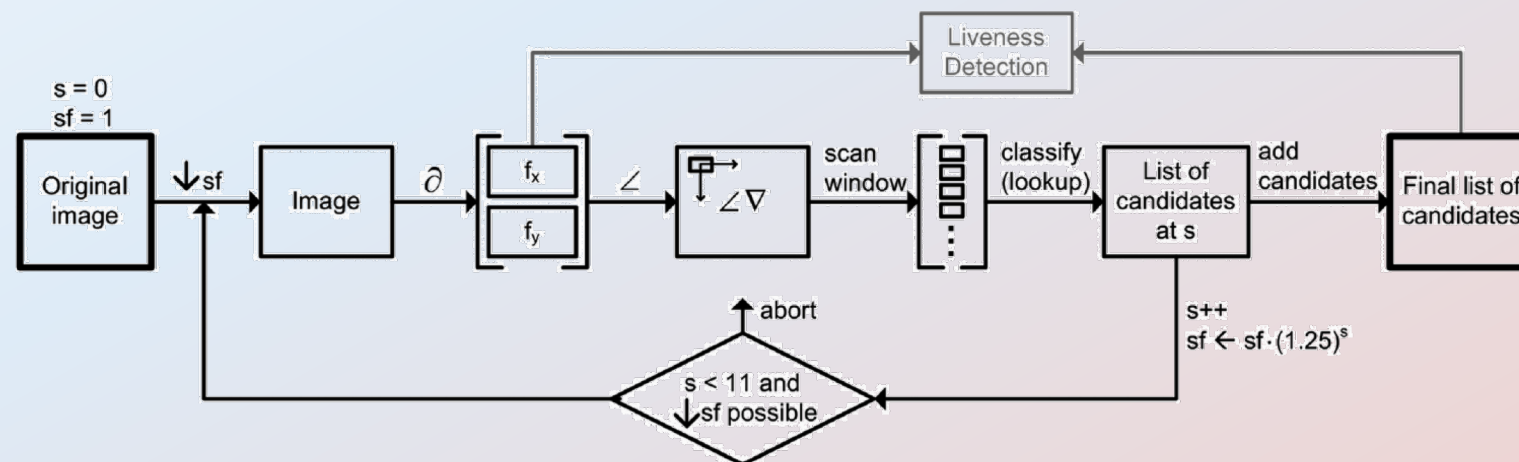 Liveness
Detection
s = 0
sf = 1
Original
image
↓ sf
Image
∂
fx
fy
∠
∠ ∇
scan
window
classify
(lookup)
List of
candidates
at s
add
candidates
Final list of
candidates
abort
s++
sf ← sf·(1.25)^s
s < 11 and
↓ sf possible